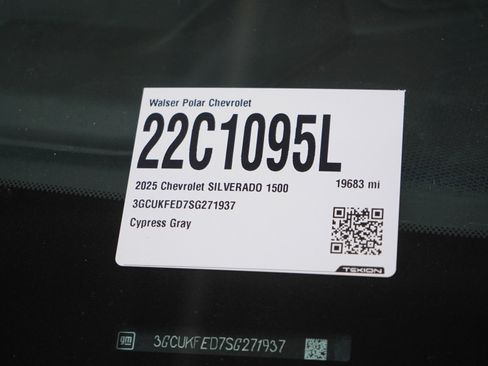 Walser Polar Chevrolet
22C1095L
2025 Chevrolet SILVERADO 1500 19683 mi
3GCUKFED7SG271937
Cypress Gray
TEKION
gm 3GCUKFED7SG271937